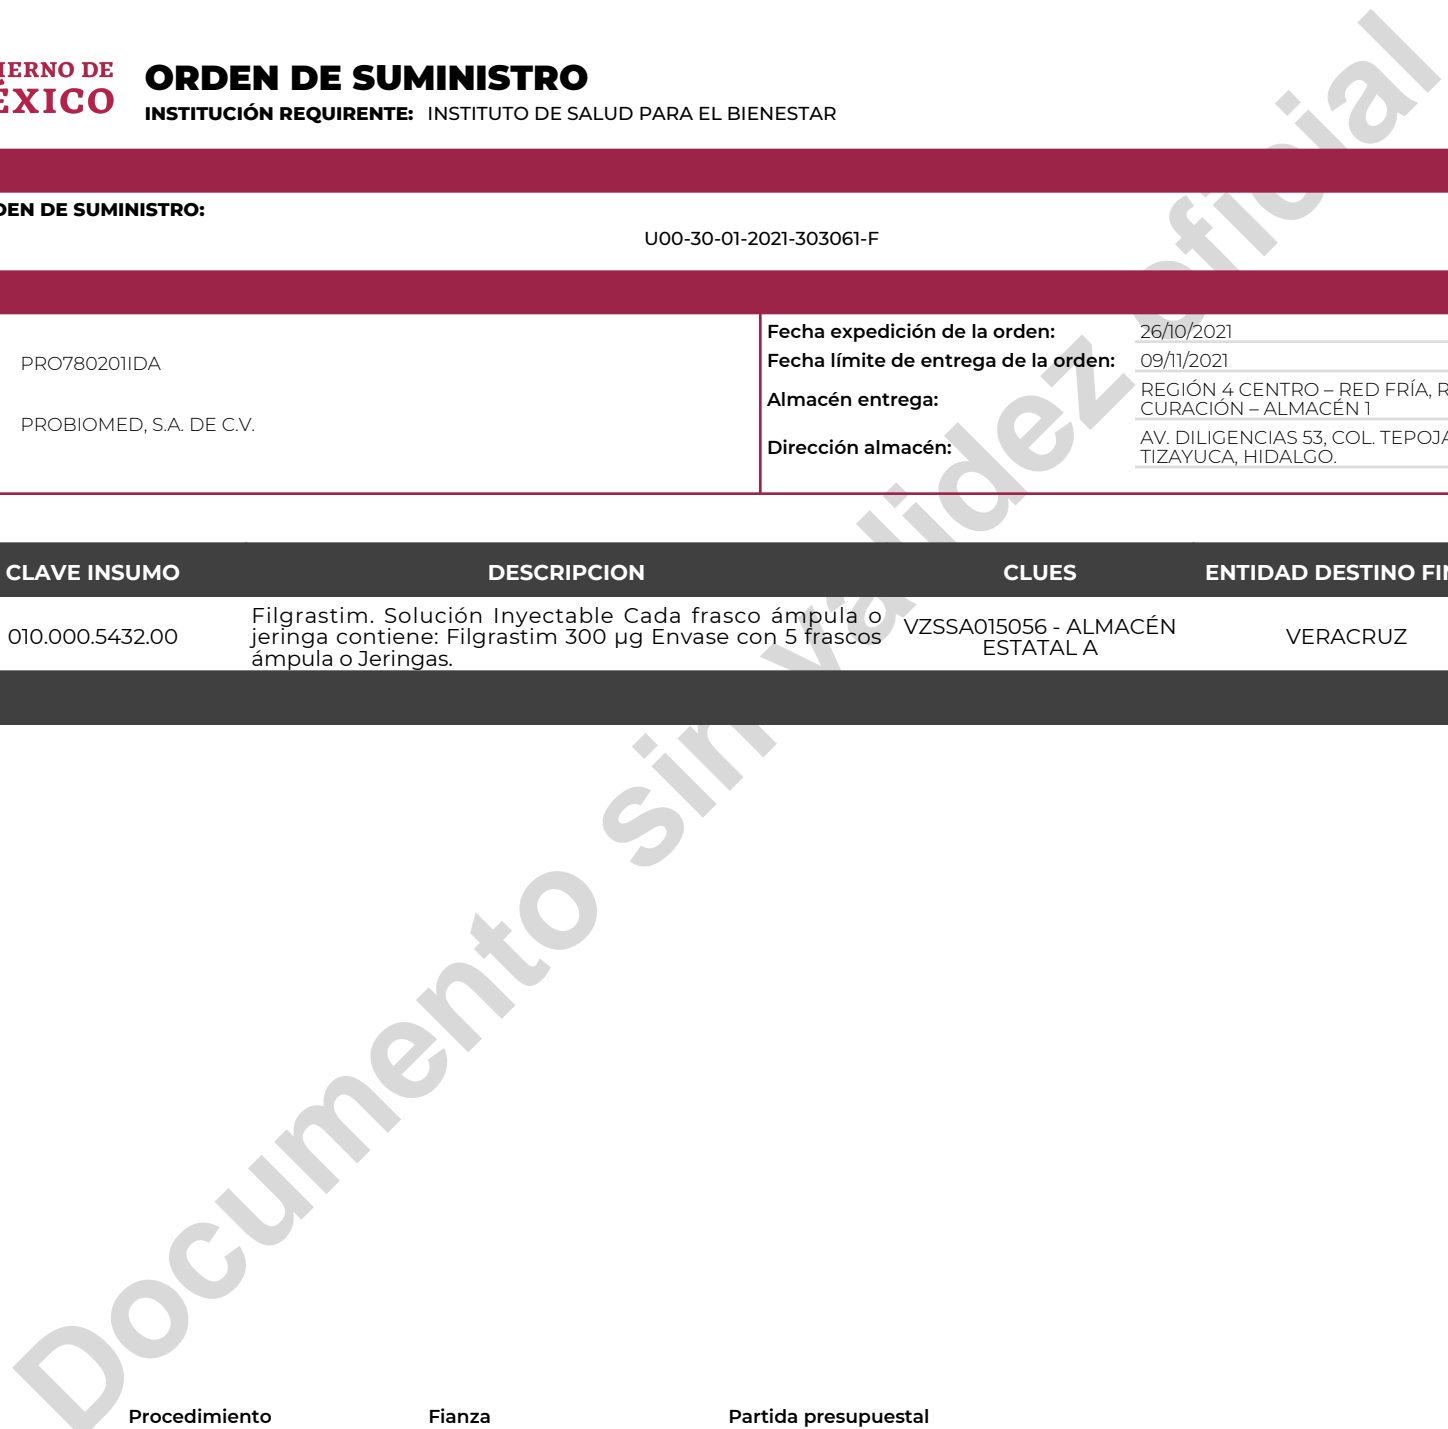 IERNO DE
ÉXICO
ORDEN DE SUMINISTRO
INSTITUCIÓN REQUIRENTE: INSTITUTO DE SALUD PARA EL BIENESTAR
DEN DE SUMINISTRO:
U00-30-01-2021-303061-F
PRO780201IDA
PROBIOMED, S.A. DE C.V.
Fecha expedición de la orden: 26/10/2021
Fecha límite de entrega de la orden: 09/11/2021
Almacén entrega: REGIÓN 4 CENTRO – RED FRÍA, R
CURACIÓN – ALMACÉN 1
Dirección almacén: AV. DILIGENCIAS 53, COL. TEPOJA
TIZAYUCA, HIDALGO.
CLAVE INSUMO DESCRIPCION CLUES ENTIDAD DESTINO FIN
010.000.5432.00
Filgrastim. Solución Inyectable Cada frasco ámpula o
jeringa contiene: Filgrastim 300 µg Envase con 5 frascos
ámpula o Jeringas.
VZSSA015056 - ALMACÉN
ESTATAL A
VERACRUZ
Documento sin validez oficial
Procedimiento Fianza Partida presupuestal